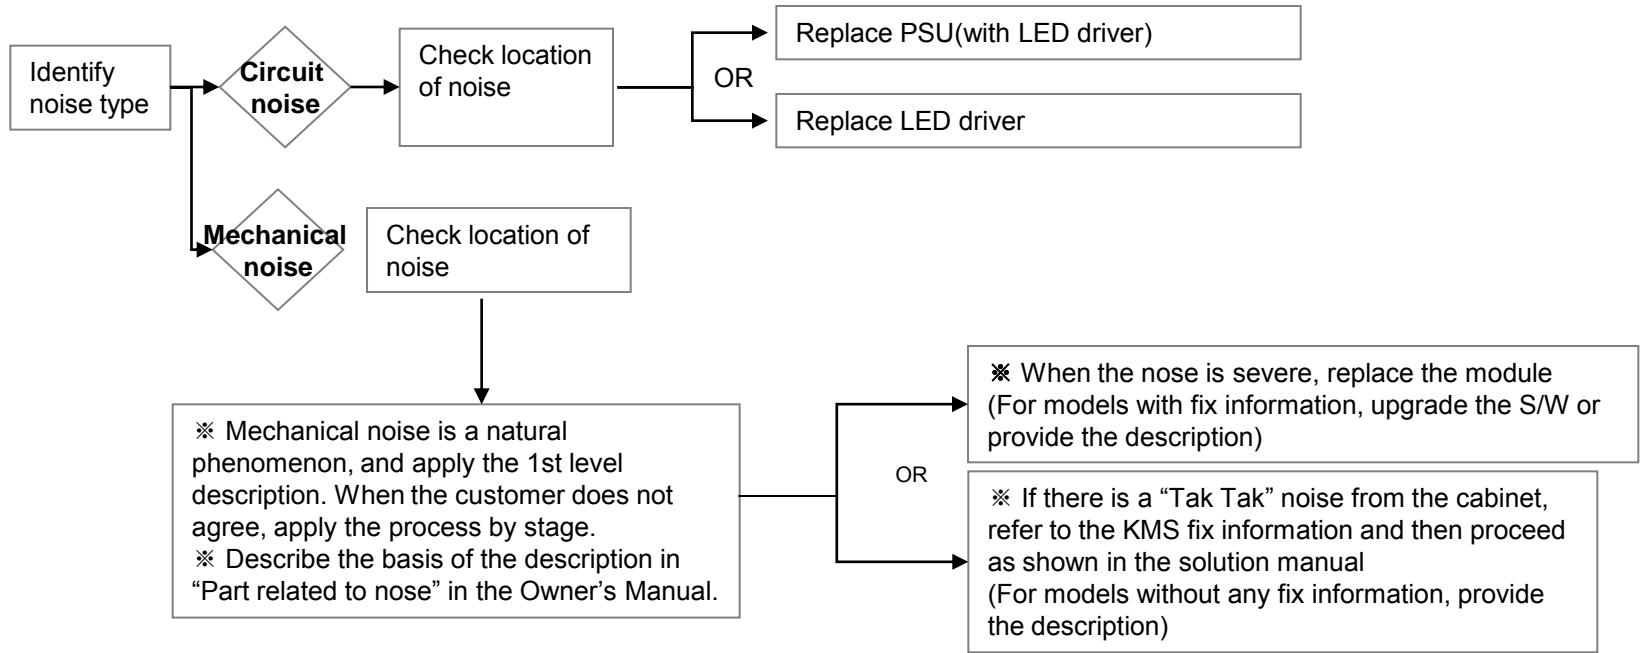 Identify
noise type
Circuit
noise
Check location
of noise
Replace PSU(with LED driver)
OR
Replace LED driver
Mechanical
noise
Check location of
noise
※ Mechanical noise is a natural
phenomenon, and apply the 1st level
description. When the customer does not
agree, apply the process by stage.
※ Describe the basis of the description in
“Part related to nose” in the Owner’s Manual.
※ When the nose is severe, replace the module
(For models with fix information, upgrade the S/W or
provide the description)
OR
※ If there is a “Tak Tak” noise from the cabinet,
refer to the KMS fix information and then proceed
as shown in the solution manual
(For models without any fix information, provide
the description)